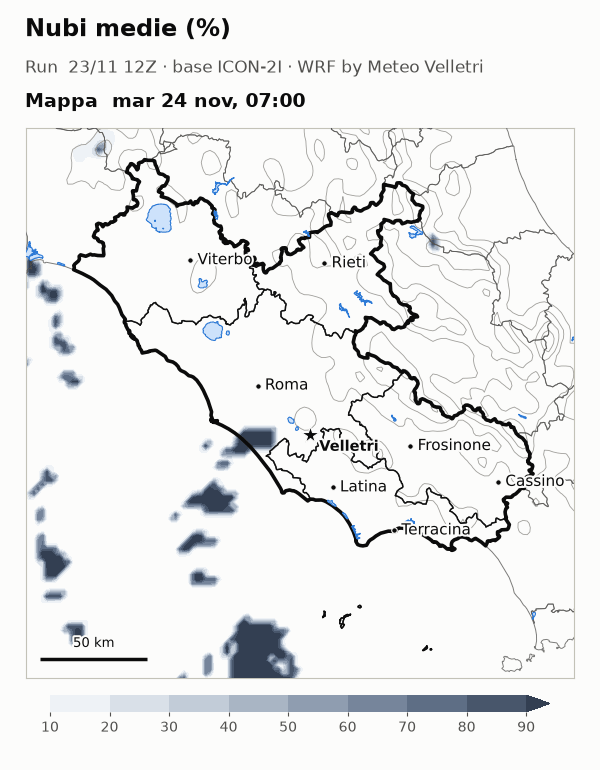 Nubi medie (%)
Run 23/11 12Z · base ICON-2I · WRF by Meteo Velletri
Mappa mar 24 nov, 07:00
Viterbo
Rieti
Roma
Velletri
Frosinone
Latina
Cassino
Terracina
50 km
10 20 30 40 50 60 70 80 90